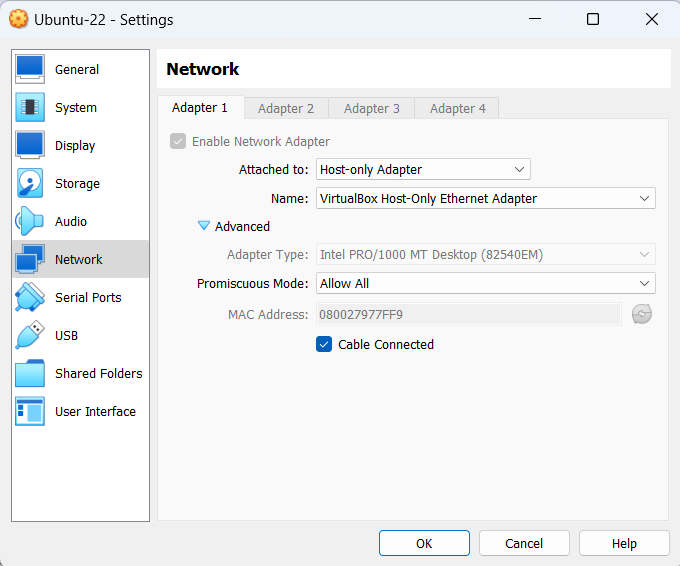 Ubuntu-22 - Settings
General
System
Display
Storage
Audio
Network
Serial Ports
USB
Shared Folders
User Interface
Network
Adapter 1 Adapter 2 Adapter 3 Adapter 4
Enable Network Adapter
Attached to: Host-only Adapter
Name: VirtualBox Host-Only Ethernet Adapter
Advanced
Adapter Type: Intel PRO/1000 MT Desktop (82540EM)
Promiscuous Mode: Allow All
MAC Address: 080027977FF9
Cable Connected
OK Cancel Help